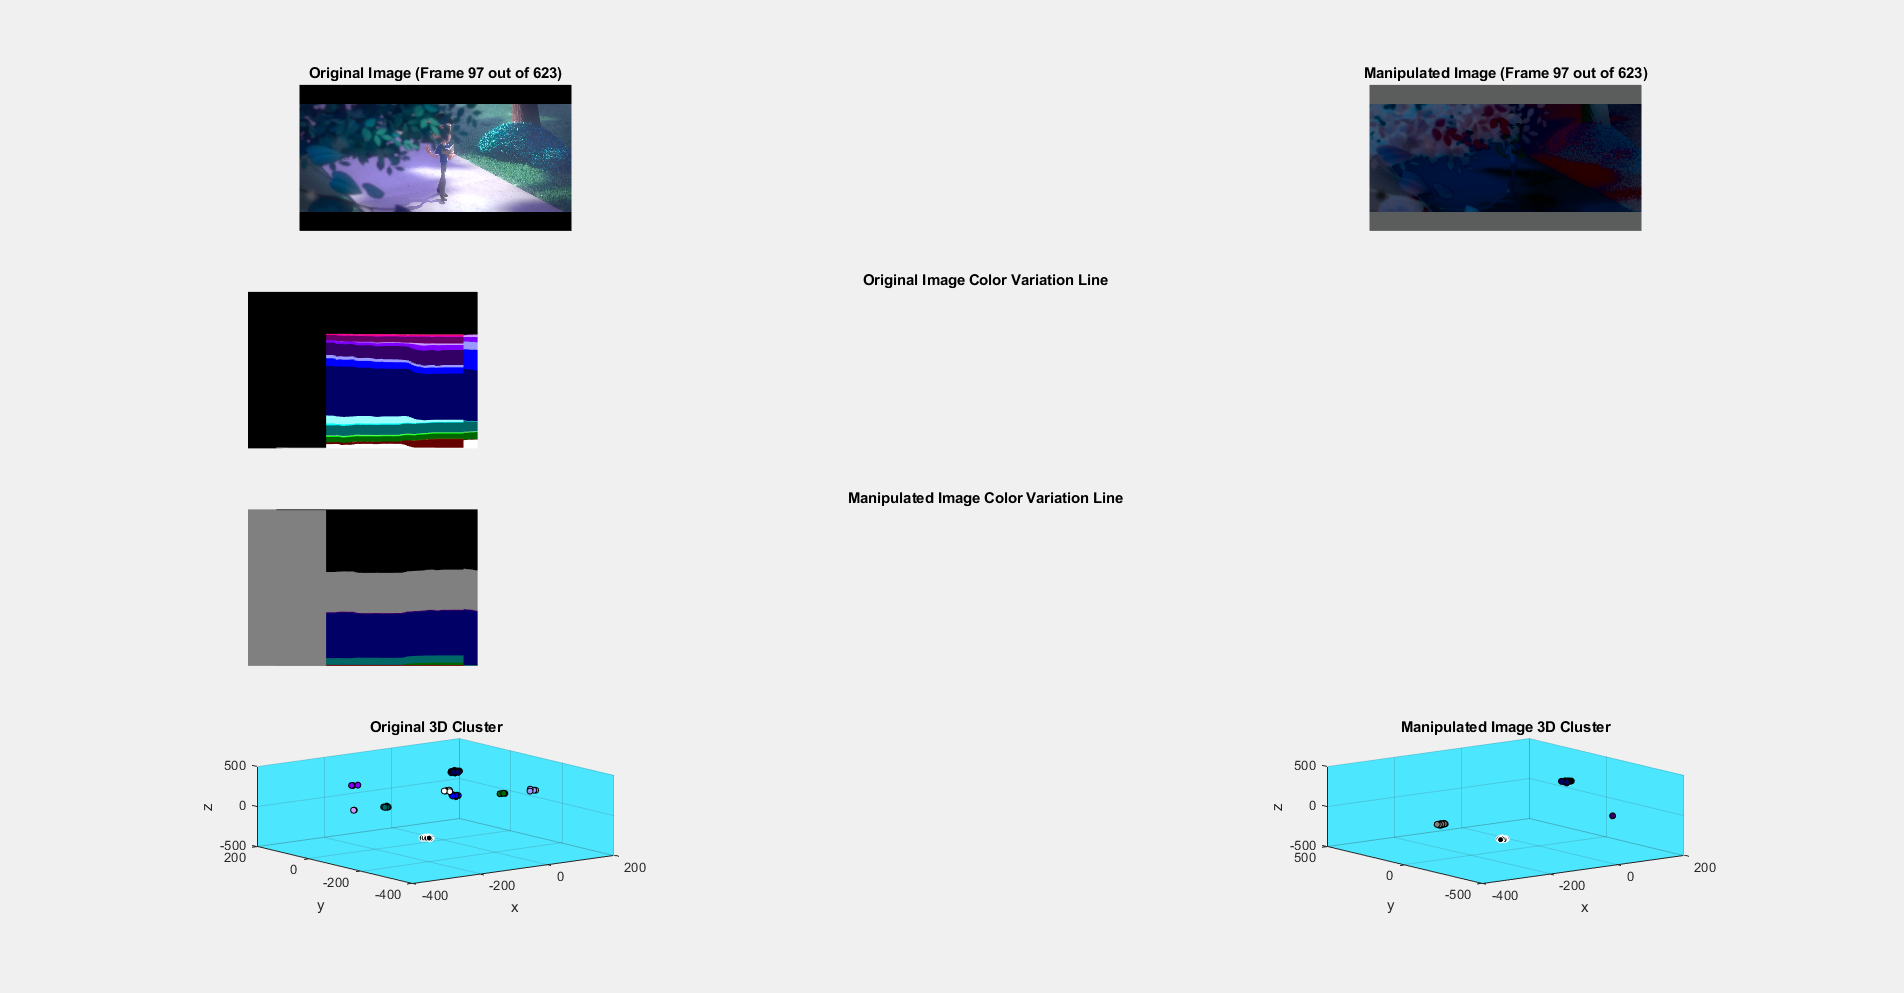 Original Image (Frame 97 out of 623)
Manipulated Image (Frame 97 out of 623)
Original Image Color Variation Line
Manipulated Image Color Variation Line
Original 3D Cluster
500
0
-500
z
200
0
-200
-400
y
-400
-200
0
200
x
Manipulated Image 3D Cluster
500
0
-500
z
500
0
-500
y
-400
-200
0
200
x